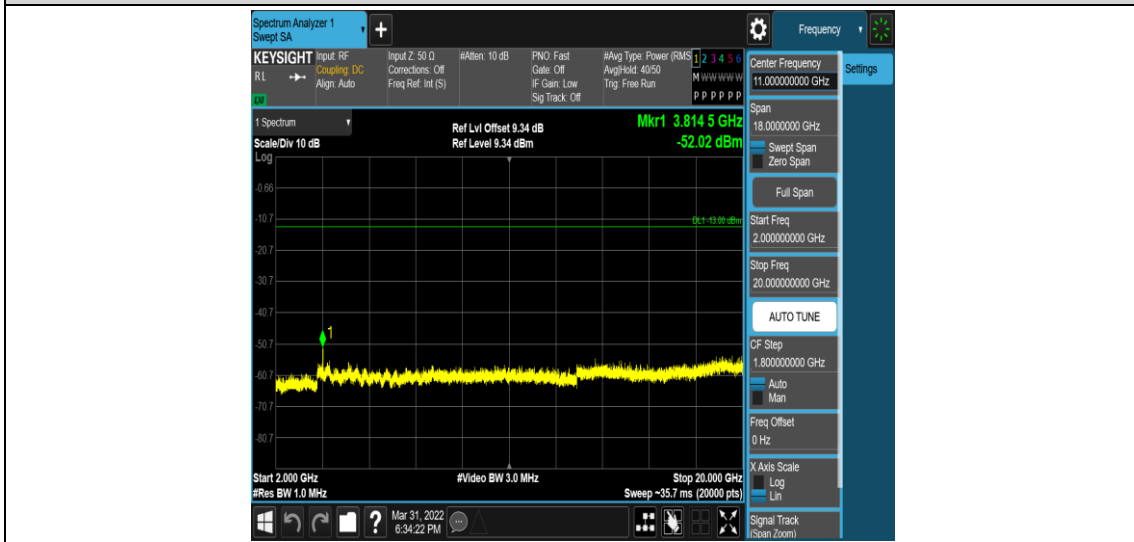 Spectrum Analyzer 1
Swept SA
+
Frequency
KEYSIGHT
RL
LXI
Input: RF
Coupling: DC
Align: Auto
Input Z: 50 Ω
Corrections: Off
Freq Ref: Int (S)
#Atten: 10 dB
PNO: Fast
Gate: Off
IF Gain: Low
Sig Track: Off
#Avg Type: Power (RMS
Avg|Hold: 40/50
Trig: Free Run
1 2 3 4 5 6
M W W W W W
P P P P P P
1 Spectrum
Scale/Div 10 dB
Log
Ref Lvl Offset 9.34 dB
Ref Level 9.34 dBm
Mkr1 3.814 5 GHz
-52.02 dBm
-0.66
-10.7
-20.7
-30.7
-40.7
-50.7
-60.7
-70.7
-80.7
DL1 -13.00 dBm
1
Start 2.000 GHz
#Res BW 1.0 MHz
#Video BW 3.0 MHz
Stop 20.000 GHz
Sweep ~35.7 ms (20000 pts)
Center Frequency
11.000000000 GHz
Settings
Span
18.0000000 GHz
Swept Span
Zero Span
Full Span
Start Freq
2.000000000 GHz
Stop Freq
20.000000000 GHz
AUTO TUNE
CF Step
1.800000000 GHz
Auto
Man
Freq Offset
0 Hz
X Axis Scale
Log
Lin
Signal Track
(Span Zoom)
?
Mar 31, 2022
6:34:22 PM